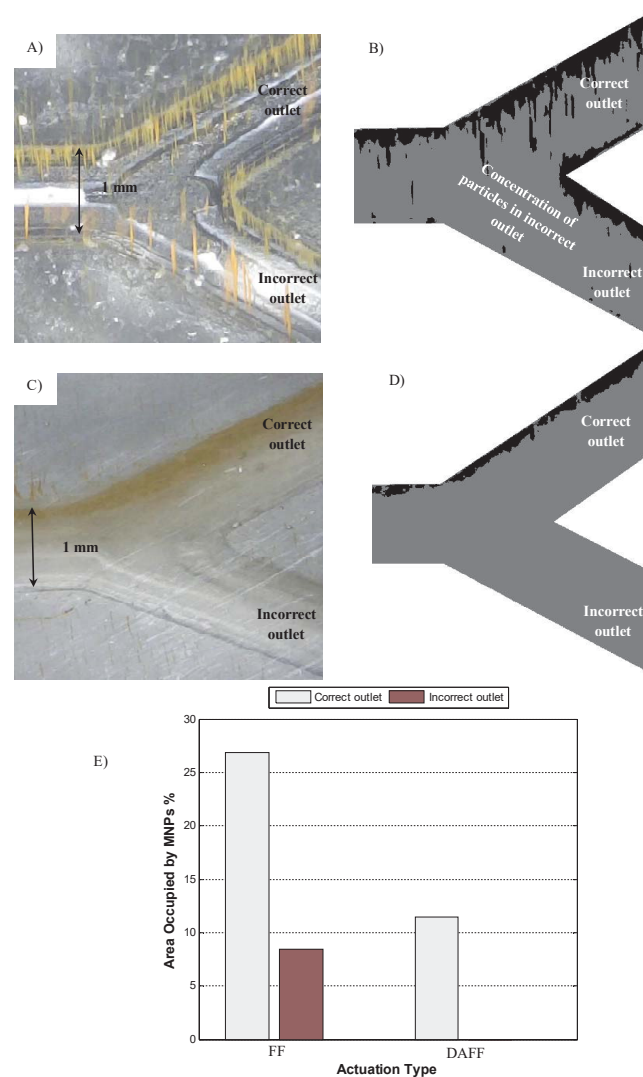 A)
Correct
outlet
1 mm
Incorrect
outlet
B)
Correct
outlet
Concentration of
particles in incorrect
outlet
Incorrect
outlet
C)
Correct
outlet
1 mm
Incorrect
outlet
D)
Correct
outlet
Incorrect
outlet
E)
Correct outlet
Incorrect outlet
Area Occupied by MNPs %
30
25
20
15
10
5
0
FF
DAFF
Actuation Type